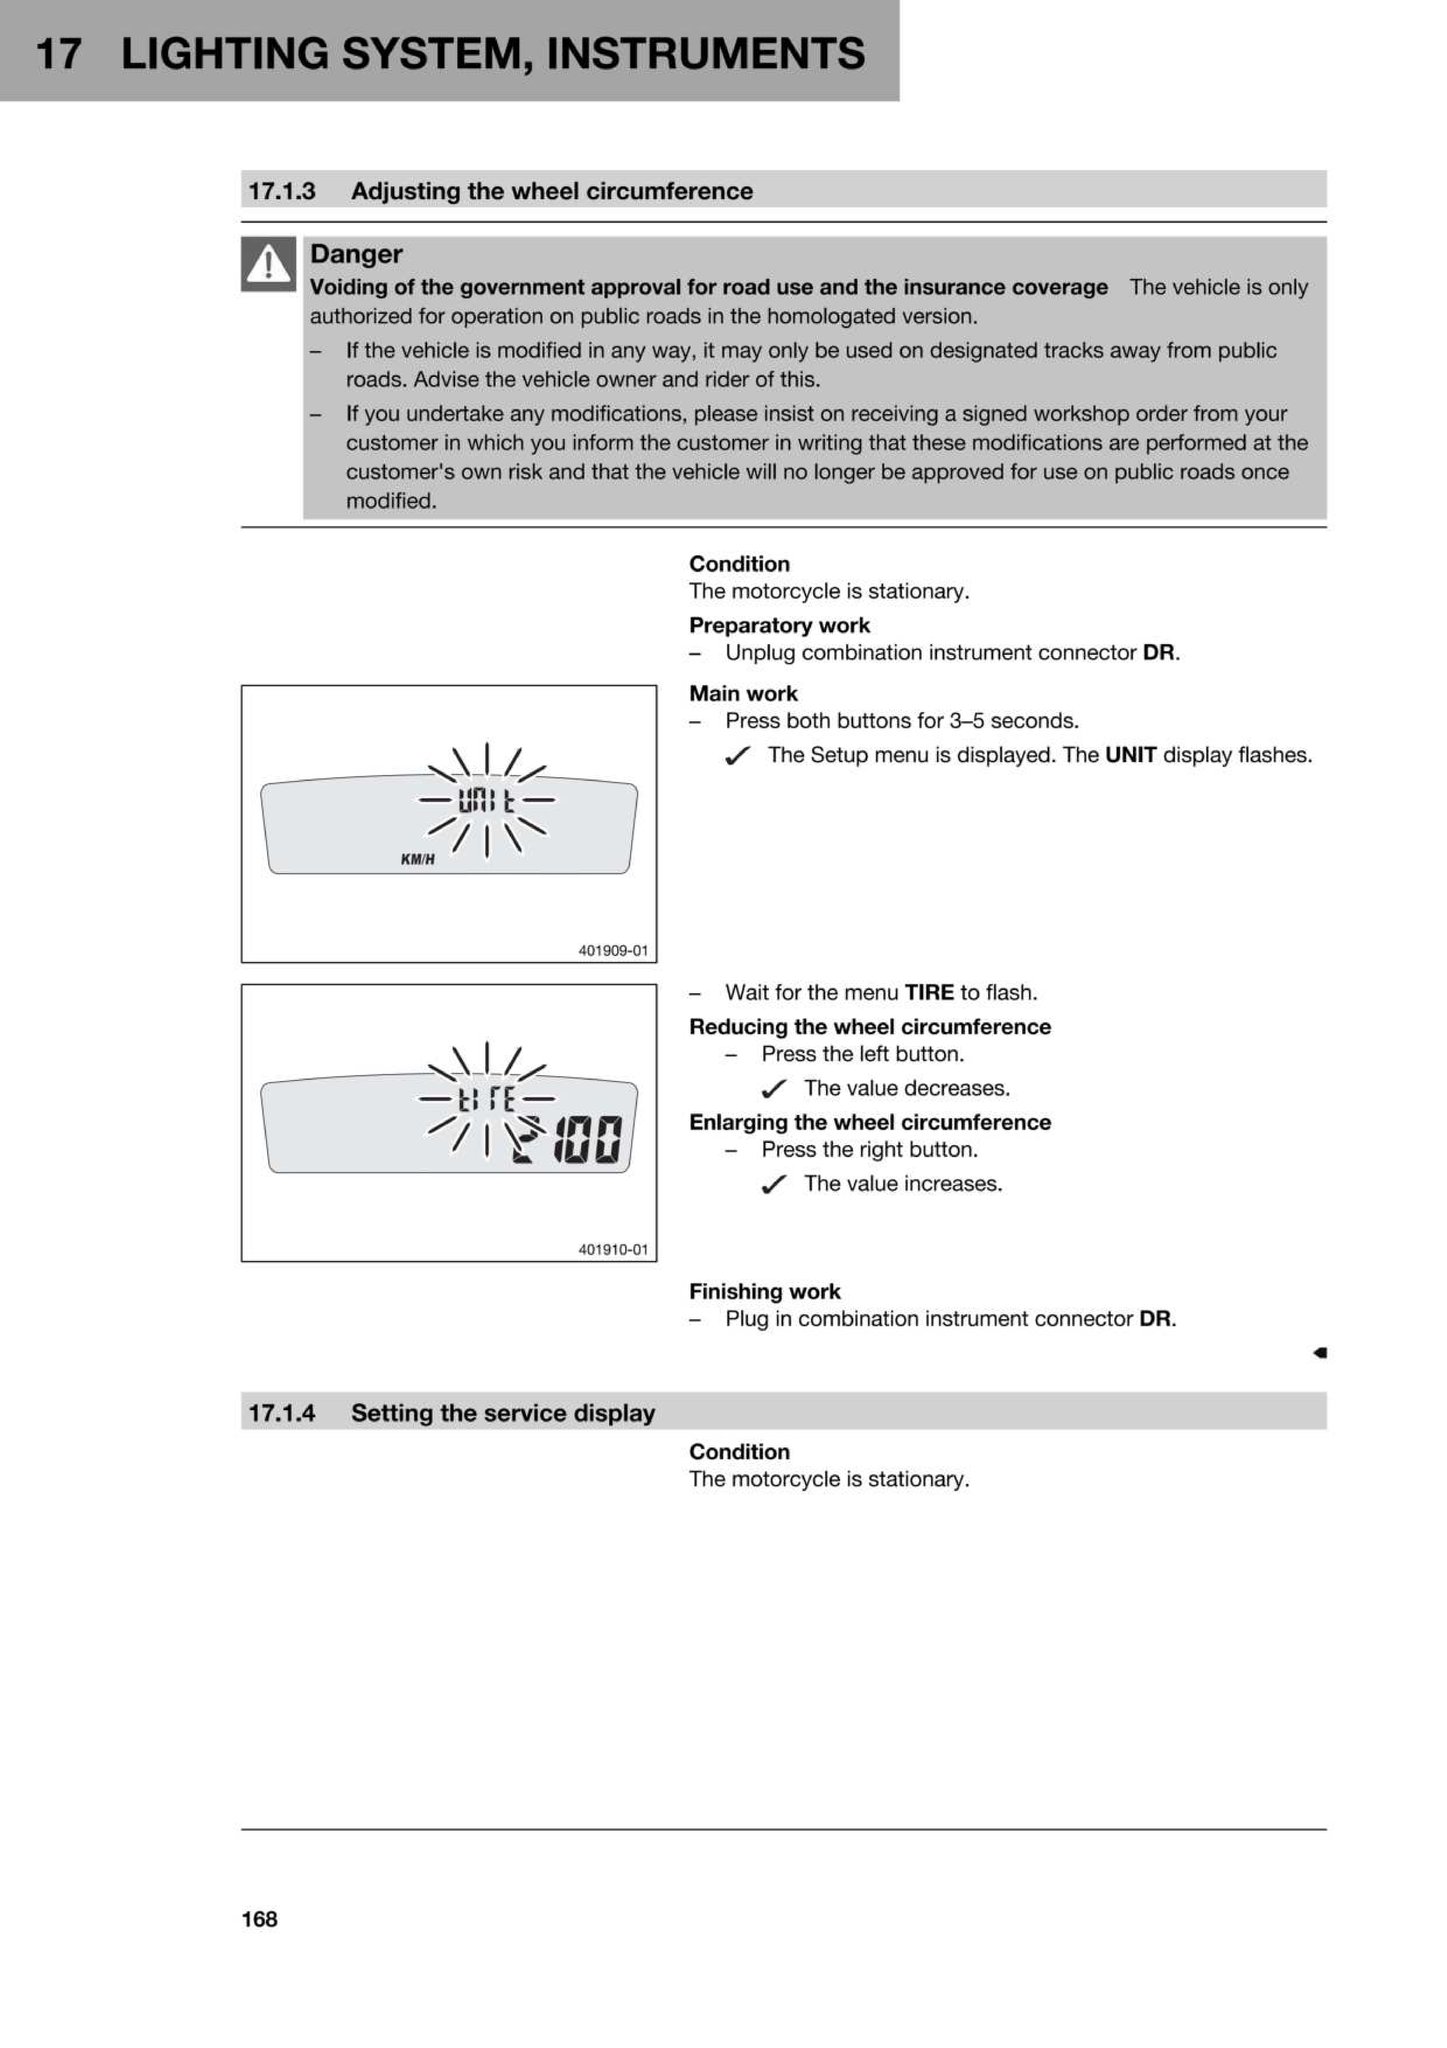 17 LIGHTING SYSTEM, INSTRUMENTS
17.1.3 Adjusting the wheel circumference
Danger
Voiding of the government approval for road use and the insurance coverage The vehicle is only
authorized for operation on public roads in the homologated version.
– If the vehicle is modified in any way, it may only be used on designated tracks away from public
roads. Advise the vehicle owner and rider of this.
– If you undertake any modifications, please insist on receiving a signed workshop order from your
customer in which you inform the customer in writing that these modifications are performed at the
customer's own risk and that the vehicle will no longer be approved for use on public roads once
modified.
Condition
The motorcycle is stationary.
Preparatory work
– Unplug combination instrument connector DR.
UNIt
KM/H
401909-01
Main work
– Press both buttons for 3–5 seconds.
✓ The Setup menu is displayed. The UNIT display flashes.
tIrE
2100
401910-01
– Wait for the menu TIRE to flash.
Reducing the wheel circumference
– Press the left button.
✓ The value decreases.
Enlarging the wheel circumference
– Press the right button.
✓ The value increases.
Finishing work
– Plug in combination instrument connector DR.
17.1.4 Setting the service display
Condition
The motorcycle is stationary.
168